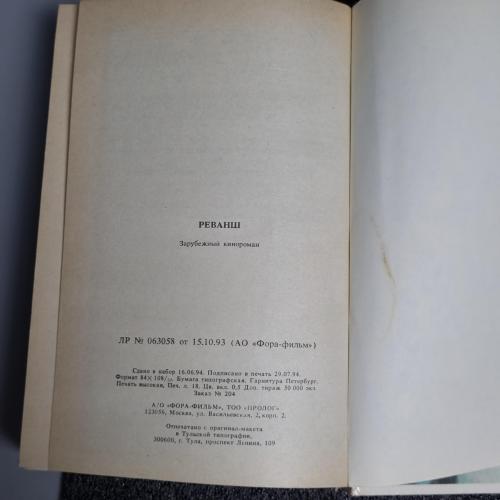 РЕВАНШ
Зарубежный кинороман
ЛР № 063058 от 15.10.93 (АО «Фора-фильм»)
Сдано в набор 16.06.94. Подписано в печать 29.07.94.
Формат 84×108/32. Бумага типографская. Гарнитура Петербург.
Печать высокая. Печ. л. 18. Цв. вкл. 0,5 Доп. тираж 50 000 экз.
Заказ № 204
А/О «ФОРА-ФИЛЬМ», ТОО «ПРОЛОГ»
123056, Москва, ул. Васильевская, 2, корп. 2.
Отпечатано с оригинал-макета
в Тульской типографии,
300600, г. Тула, проспект Ленина, 109